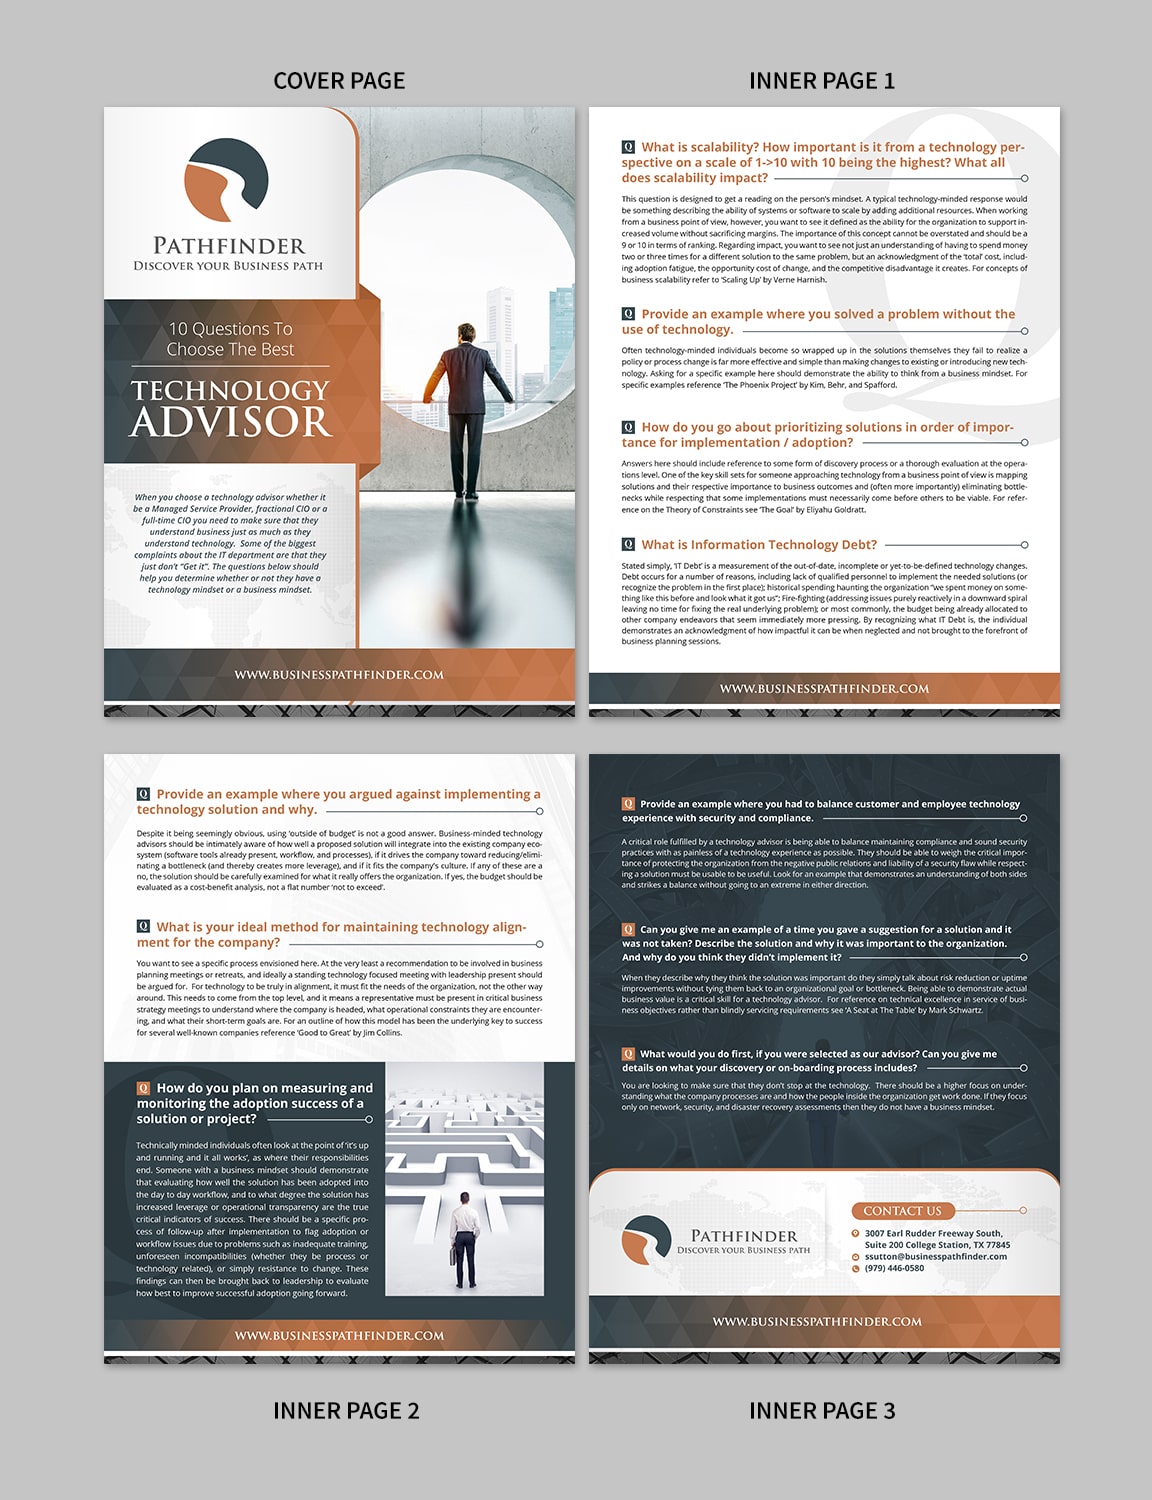 COVER PAGE
PATHFINDER
DISCOVER YOUR BUSINESS PATH
10 Questions To
Choose The Best
TECHNOLOGY
ADVISOR
When you choose a technology advisor whether it
be a Managed Service Provider, fractional CIO or a
full-time CIO you need to make sure that they
understand business just as much as they
understand technology. Some of the biggest
complaints about the IT department are that they
just don't "Get it". The questions below should
help you determine whether or not they have a
technology mindset or a business mindset.
WWW.BUSINESSPATHFINDER.COM
INNER PAGE 1
Q What is scalability? How important is it from a technology per-
spective on a scale of 1->10 with 10 being the highest? What all
does scalability impact?
This question is designed to get a reading on the person's mindset. A typical technology-minded response would
be something describing the ability of systems or software to scale by adding additional resources. When working
from a business point of view, however, you want to see it defined as the ability for the organization to support in-
creased volume without sacrificing margins. The importance of this concept cannot be overstated and should be a
9 or 10 in terms of ranking. Regarding impact, you want to see not just an understanding of having to spend money
two or three times for a different solution to the same problem, but an acknowledgment of the 'total' cost, includ-
ing adoption fatigue, the opportunity cost of change, and the competitive disadvantage it creates. For concepts of
business scalability refer to 'Scaling Up' by Verne Harnish.
Q Provide an example where you solved a problem without the
use of technology.
Often technology-minded individuals become so wrapped up in the solutions themselves they fail to realize a
policy or process change is far more effective and simple than making changes to existing or introducing new tech-
nology. Asking for a specific example here should demonstrate the ability to think from a business mindset. For
specific examples reference 'The Phoenix Project' by Kim, Behr, and Spafford.
Q How do you go about prioritizing solutions in order of impor-
tance for implementation / adoption?
Answers here should include reference to some form of discovery process or a thorough evaluation at the opera-
tions level. One of the key skill sets for someone approaching technology from a business point of view is mapping
solutions and their respective importance to business outcomes and (often more importantly) eliminating bottle-
necks while respecting that some implementations must necessarily come before others to be viable. For refer-
ence on the Theory of Constraints see 'The Goal' by Eliyahu Goldratt.
Q What is Information Technology Debt?
Stated simply, 'IT Debt' is a measurement of the out-of-date, incomplete or yet-to-be-defined technology changes.
Debt occurs for a number of reasons, including lack of qualified personnel to implement the needed solutions (or
recognize the problem in the first place); historical spending haunting the organization "we spent money on some-
thing like this before and look what it got us"; Fire-fighting (addressing issues purely reactively in a downward spiral
leaving no time for fixing the real underlying problem); or most commonly, the budget being already allocated to
other company endeavors that seem immediately more pressing. By recognizing what IT Debt is, the individual
demonstrates an acknowledgment of how impactful it can be when neglected and not brought to the forefront of
business planning sessions.
WWW.BUSINESSPATHFINDER.COM
Q Provide an example where you argued against implementing a
technology solution and why.
Despite it being seemingly obvious, using 'outside of budget' is not a good answer. Business-minded technology
advisors should be intimately aware of how well a proposed solution will integrate into the existing company eco-
system (software tools already present, workflow, and processes), if it drives the company toward reducing/elimi-
nating a bottleneck (and thereby creates more leverage), and if it fits the company's culture. If any of these are a
no, the solution should be carefully examined for what it really offers the organization. If yes, the budget should be
evaluated as a cost-benefit analysis, not a flat number 'not to exceed'.
Q What is your ideal method for maintaining technology align-
ment for the company?
You want to see a specific process envisioned here. At the very least a recommendation to be involved in business
planning meetings or retreats, and ideally a standing technology focused meeting with leadership present should
be argued for. For technology to be truly in alignment, it must fit the needs of the organization, not the other way
around. This needs to come from the top level, and it means a representative must be present in critical business
strategy meetings to understand where the company is headed, what operational constraints they are encounter-
ing, and what their short-term goals are. For an outline of how this model has been the underlying key to success
for several well-known companies reference 'Good to Great' by Jim Collins.
Q How do you plan on measuring and
monitoring the adoption success of a
solution or project?
Technically minded individuals often look at the point of 'it's up
and running and it all works', as where their responsibilities
end. Someone with a business mindset should demonstrate
that evaluating how well the solution has been adopted into
the day to day workflow, and to what degree the solution has
increased leverage or operational transparency are the true
critical indicators of success. There should be a specific pro-
cess of follow-up after implementation to flag adoption or
workflow issues due to problems such as inadequate training,
unforeseen incompatibilities (whether they be process or
technology related), or simply resistance to change. These
findings can then be brought back to leadership to evaluate
how best to improve successful adoption going forward.
WWW.BUSINESSPATHFINDER.COM
INNER PAGE 2
Q Provide an example where you had to balance customer and employee technology
experience with security and compliance.
A critical role fulfilled by a technology advisor is being able to balance maintaining compliance and sound security
practices with as painless of a technology experience as possible. They should be able to weigh the critical impor-
tance of protecting the organization from the negative public relations and liability of a security flaw while respect-
ing a solution must be usable to be useful. Look for an example that demonstrates an understanding of both sides
and strikes a balance without going to an extreme in either direction.
Q Can you give me an example of a time you gave a suggestion for a solution and it
was not taken? Describe the solution and why it was important to the organization.
And why do you think they didn't implement it?
When they describe why they think the solution was important do they simply talk about risk reduction or uptime
improvements without tying them back to an organizational goal or bottleneck. Being able to demonstrate actual
business value is a critical skill for a technology advisor. For reference on technical excellence in service of busi-
ness objectives rather than blindly servicing requirements see 'A Seat at The Table' by Mark Schwartz.
Q What would you do first, if you were selected as our advisor? Can you give me
details on what your discovery or on-boarding process includes?
You are looking to make sure that they don't stop at the technology. There should be a higher focus on under-
standing what the company processes are and how the people inside the organization get work done. If they focus
only on network, security, and disaster recovery assessments then they do not have a business mindset.
PATHFINDER
DISCOVER YOUR BUSINESS PATH
CONTACT US
3007 Earl Rudder Freeway South,
Suite 200 College Station, TX 77845
ssutton@businesspathfinder.com
(979) 446-0580
WWW.BUSINESSPATHFINDER.COM
INNER PAGE 3